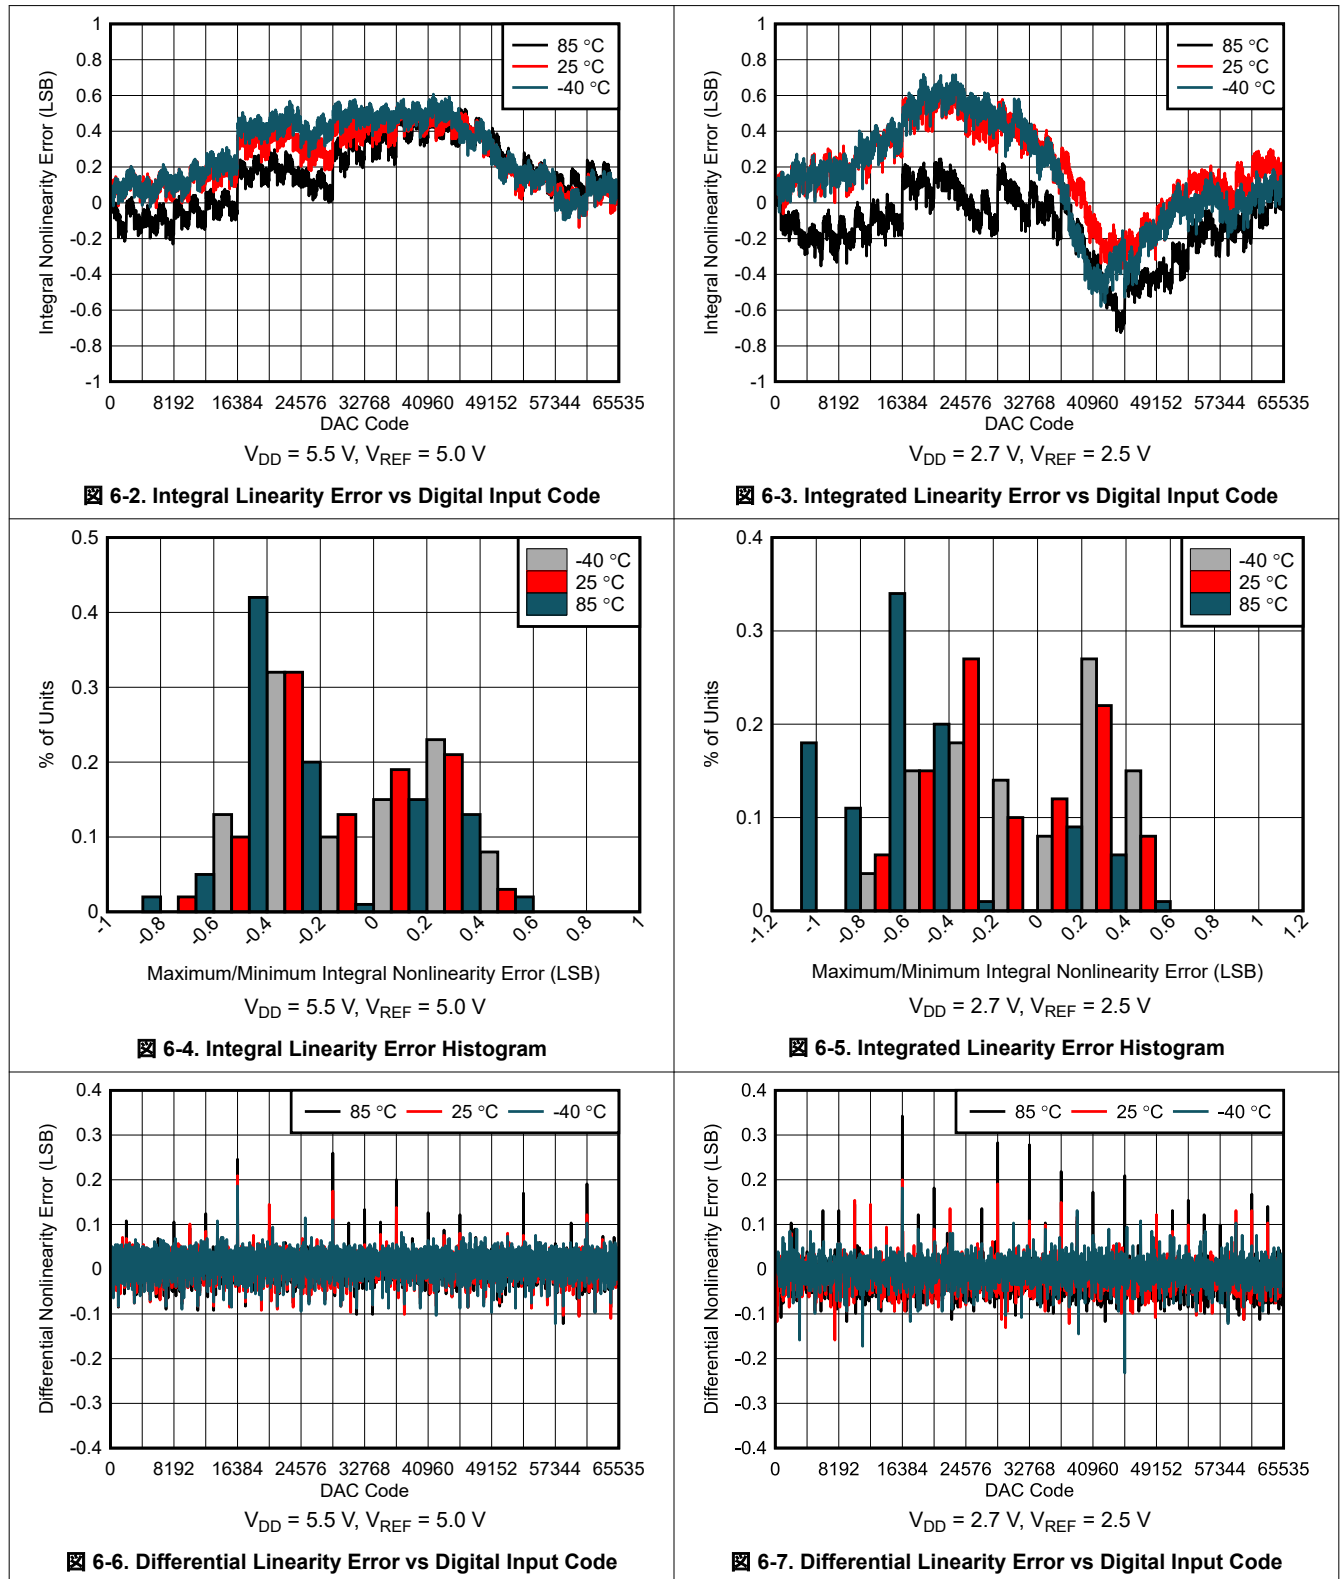 1
0.8
0.6
0.4
0.2
0
-0.2
-0.4
-0.6
-0.8
-1
Integral Nonlinearity Error (LSB)
85 °C
25 °C
-40 °C
0 8192 16384 24576 32768 40960 49152 57344 65535
DAC Code
VDD = 5.5 V, VREF = 5.0 V
図 6-2. Integral Linearity Error vs Digital Input Code
1
0.8
0.6
0.4
0.2
0
-0.2
-0.4
-0.6
-0.8
-1
Integral Nonlinearity Error (LSB)
85 °C
25 °C
-40 °C
0 8192 16384 24576 32768 40960 49152 57344 65535
DAC Code
VDD = 2.7 V, VREF = 2.5 V
図 6-3. Integrated Linearity Error vs Digital Input Code
0.5
0.4
0.3
0.2
0.1
0
% of Units
-40 °C
25 °C
85 °C
-1 -0.8 -0.6 -0.4 -0.2 0 0.2 0.4 0.6 0.8 1
Maximum/Minimum Integral Nonlinearity Error (LSB)
VDD = 5.5 V, VREF = 5.0 V
図 6-4. Integral Linearity Error Histogram
0.4
0.3
0.2
0.1
0
% of Units
-40 °C
25 °C
85 °C
-1.2 -1 -0.8 -0.6 -0.4 -0.2 0 0.2 0.4 0.6 0.8 1 1.2
Maximum/Minimum Integral Nonlinearity Error (LSB)
VDD = 2.7 V, VREF = 2.5 V
図 6-5. Integrated Linearity Error Histogram
0.4
0.3
0.2
0.1
0
-0.1
-0.2
-0.3
-0.4
Differential Nonlinearity Error (LSB)
85 °C 25 °C -40 °C
0 8192 16384 24576 32768 40960 49152 57344 65535
DAC Code
VDD = 5.5 V, VREF = 5.0 V
図 6-6. Differential Linearity Error vs Digital Input Code
0.4
0.3
0.2
0.1
0
-0.1
-0.2
-0.3
-0.4
Differential Nonlinearity Error (LSB)
85 °C 25 °C -40 °C
0 8192 16384 24576 32768 40960 49152 57344 65535
DAC Code
VDD = 2.7 V, VREF = 2.5 V
図 6-7. Differential Linearity Error vs Digital Input Code